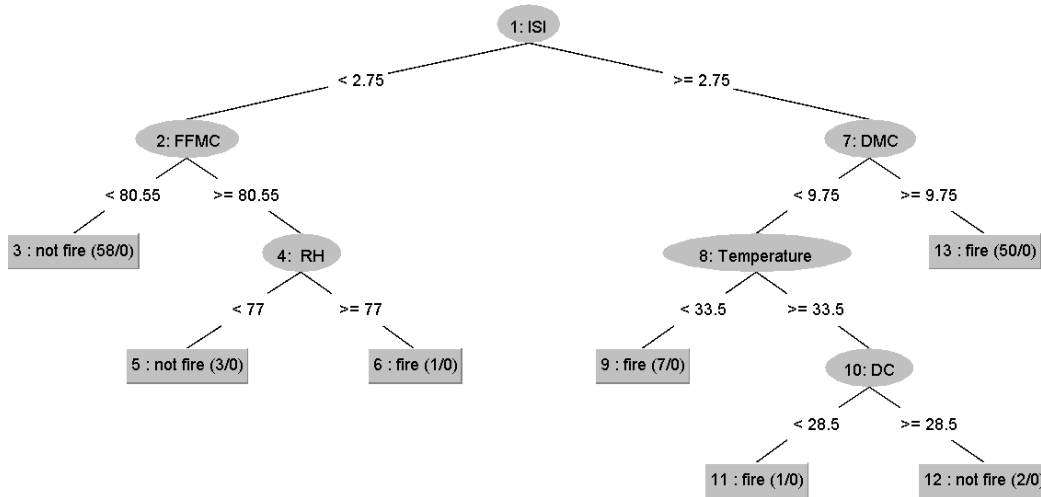 1: ISI
< 2.75
>= 2.75
2: FFMC
7: DMC
< 80.55
>= 80.55
< 9.75
>= 9.75
3 : not fire (58/0)
4: RH
8: Temperature
13 : fire (50/0)
< 77
>= 77
< 33.5
>= 33.5
5 : not fire (3/0)
6 : fire (1/0)
9 : fire (7/0)
10: DC
< 28.5
>= 28.5
11 : fire (1/0)
12 : not fire (2/0)